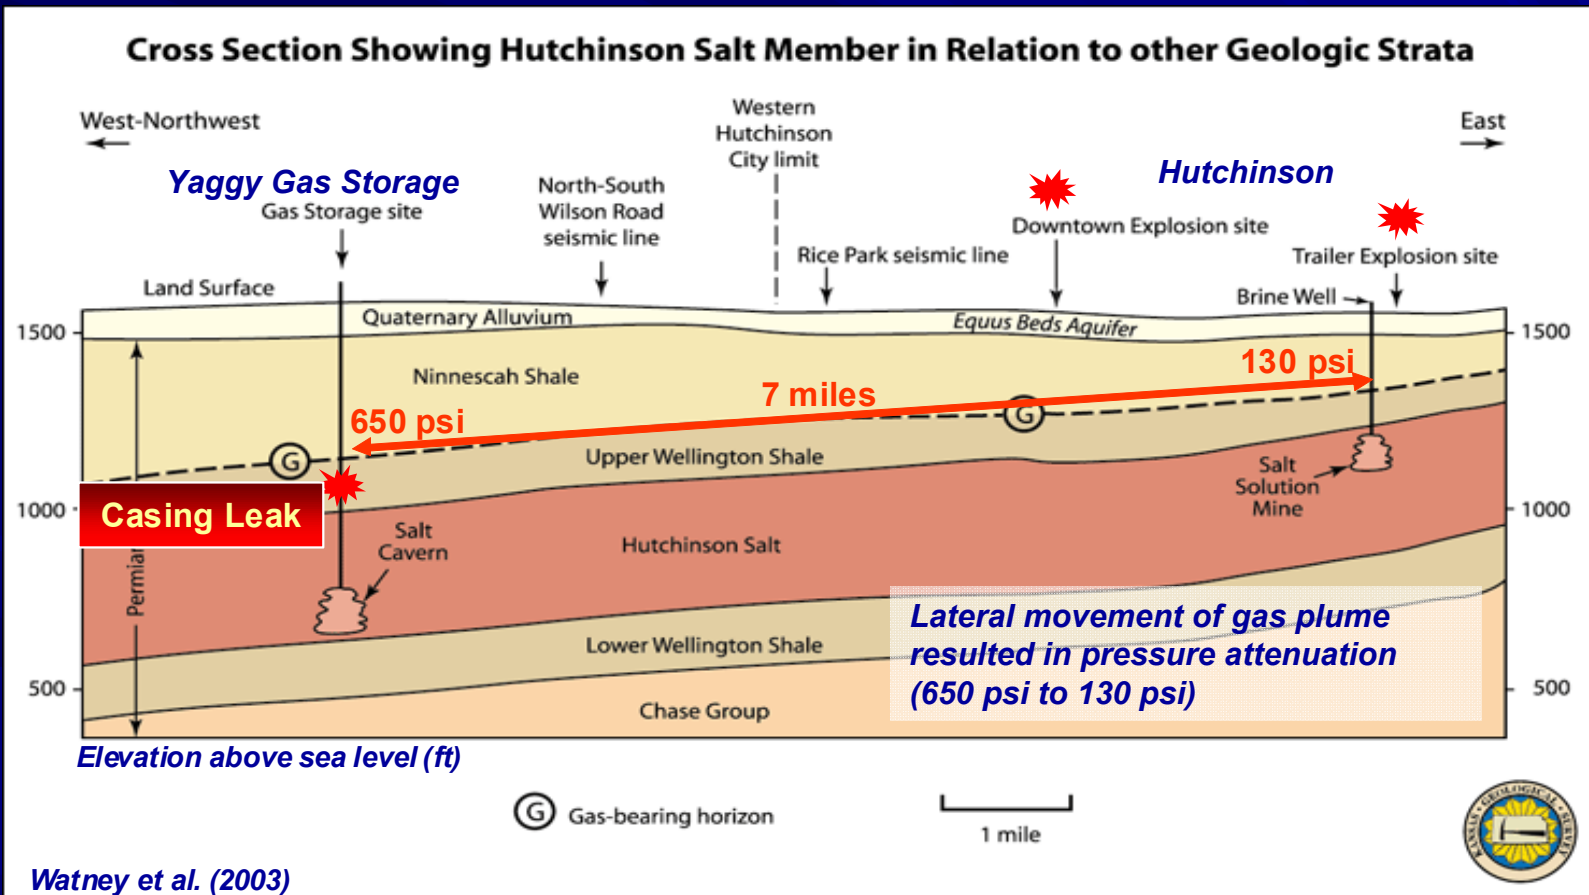 Cross Section Showing Hutchinson Salt Member in Relation to other Geologic Strata
West-Northwest
East
Western
Hutchinson
City limit
Yaggy Gas Storage
Gas Storage site
North-South
Wilson Road
seismic line
Hutchinson
Downtown Explosion site
Rice Park seismic line
Trailer Explosion site
Brine Well
Land Surface
Quaternary Alluvium
Equus Beds Aquifer
1500
1500
Ninnescah Shale
130 psi
7 miles
650 psi
G
G
Upper Wellington Shale
Salt
Solution
Mine
1000
1000
Casing Leak
Salt
Cavern
Hutchinson Salt
Permian
Lateral movement of gas plume
resulted in pressure attenuation
(650 psi to 130 psi)
Lower Wellington Shale
500
500
Chase Group
Elevation above sea level (ft)
G Gas-bearing horizon
1 mile
KANSAS GEOLOGICAL SURVEY
Watney et al. (2003)